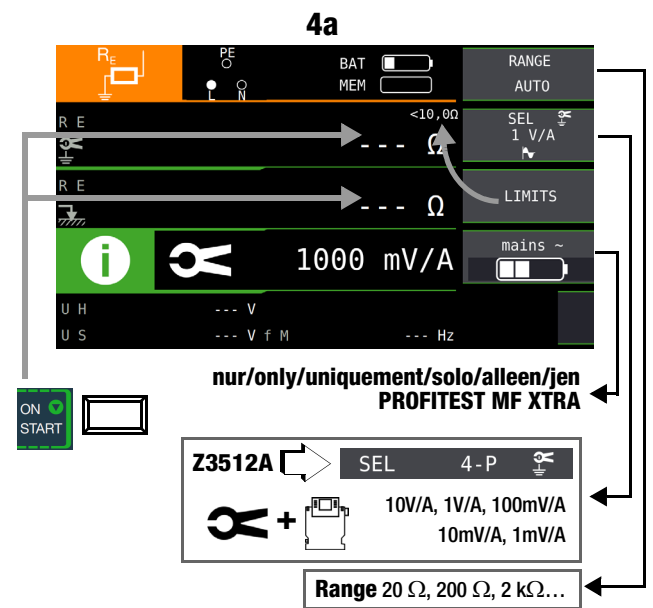 4a
RE
PE
L N
BAT
MEM
RANGE
AUTO
R E
<10,0Ω
--- Ω
SEL
1 V/A
R E
--- Ω
LIMITS
i
1000 mV/A
mains ~
U H --- V
U S --- V f M --- Hz
nur/only/uniquement/solo/alleen/jen
PROFITEST MF XTRA
ON
START
Z3512A
SEL 4-P
+
10V/A, 1V/A, 100mV/A
10mV/A, 1mV/A
Range 20 Ω, 200 Ω, 2 kΩ…